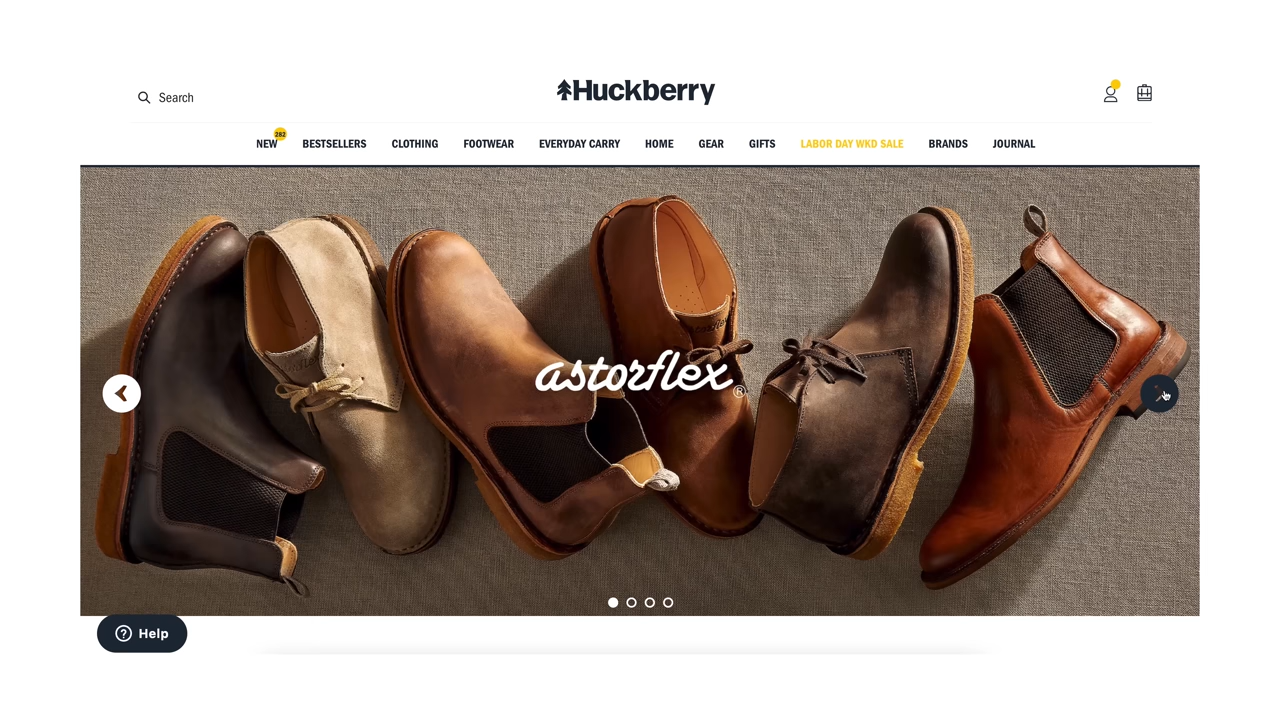 Search
Huckberry
NEW 282 BESTSELLERS CLOTHING FOOTWEAR EVERYDAY CARRY HOME GEAR GIFTS LABOR DAY WKD SALE BRANDS JOURNAL
astorflex®
Help